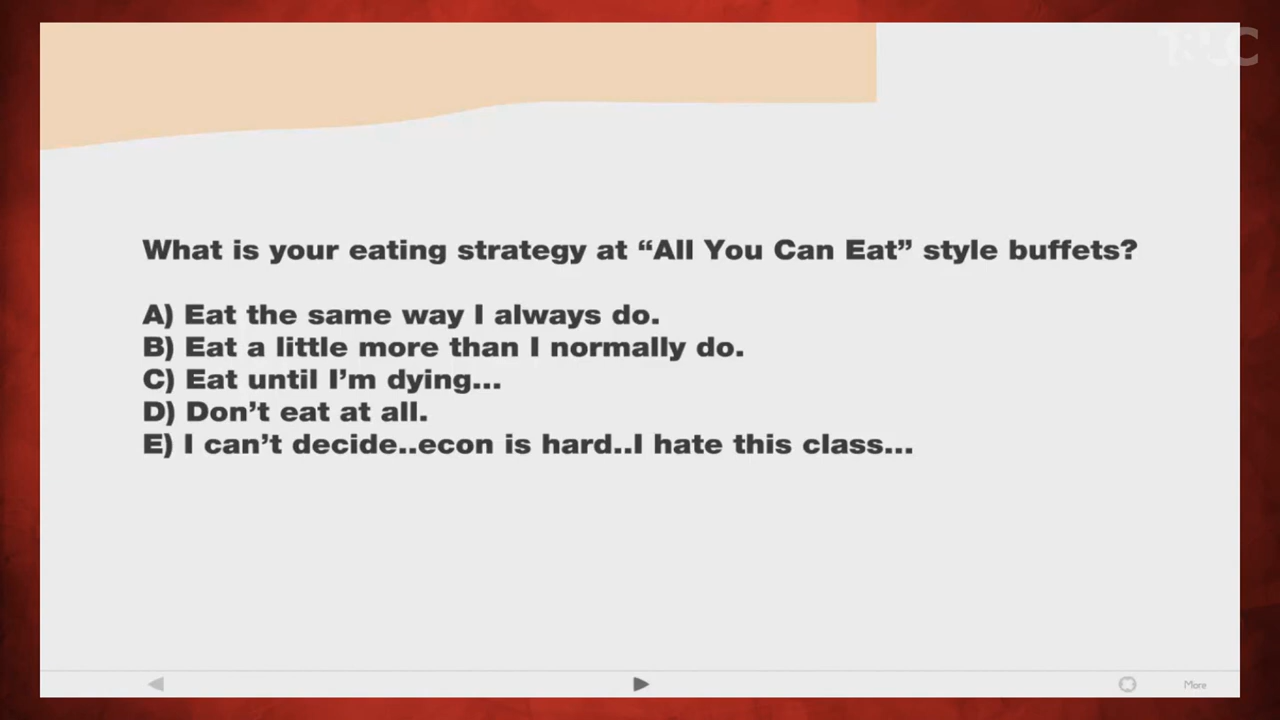 What is your eating strategy at “All You Can Eat” style buffets?
A) Eat the same way I always do.
B) Eat a little more than I normally do.
C) Eat until I’m dying...
D) Don’t eat at all.
E) I can’t decide..econ is hard..I hate this class...
More